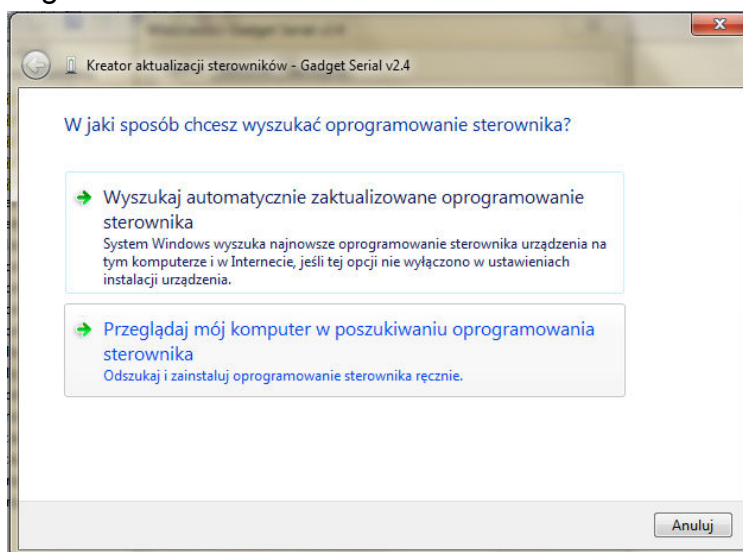 Kreator aktualizacji sterowników - Gadget Serial v2.4
W jaki sposób chcesz wyszukać oprogramowanie sterownika?
Wyszukaj automatycznie zaktualizowane oprogramowanie
sterownika
System Windows wyszuka najnowsze oprogramowanie sterownika urządzenia na
tym komputerze i w Internecie, jeśli tej opcji nie wyłączono w ustawieniach
instalacji urządzenia.
Przeglądaj mój komputer w poszukiwaniu oprogramowania
sterownika
Odszukaj i zainstaluj oprogramowanie sterownika ręcznie.
Anuluj